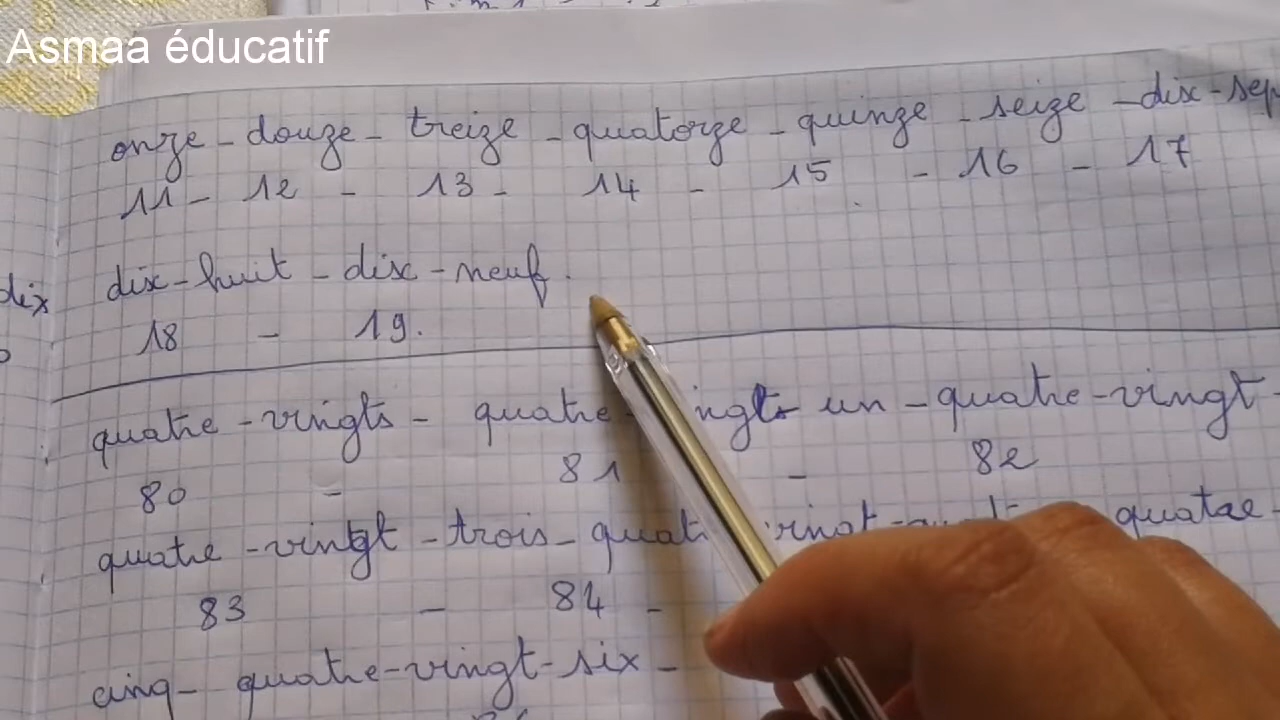 Asmaa éducatif
onze - douze - treize - quatorze - quinze - seize - dix-sep
11 - 12 - 13 - 14 - 15 - 16 - 17
dix dix-huit - dix-neuf.
18 - 19.
quatre-vingts - quatre- un - quatre-vingt-
80 - 81 - 82
quatre-vingt-trois - quatre
83 - 84 -
cinq - quatre-vingt-six -